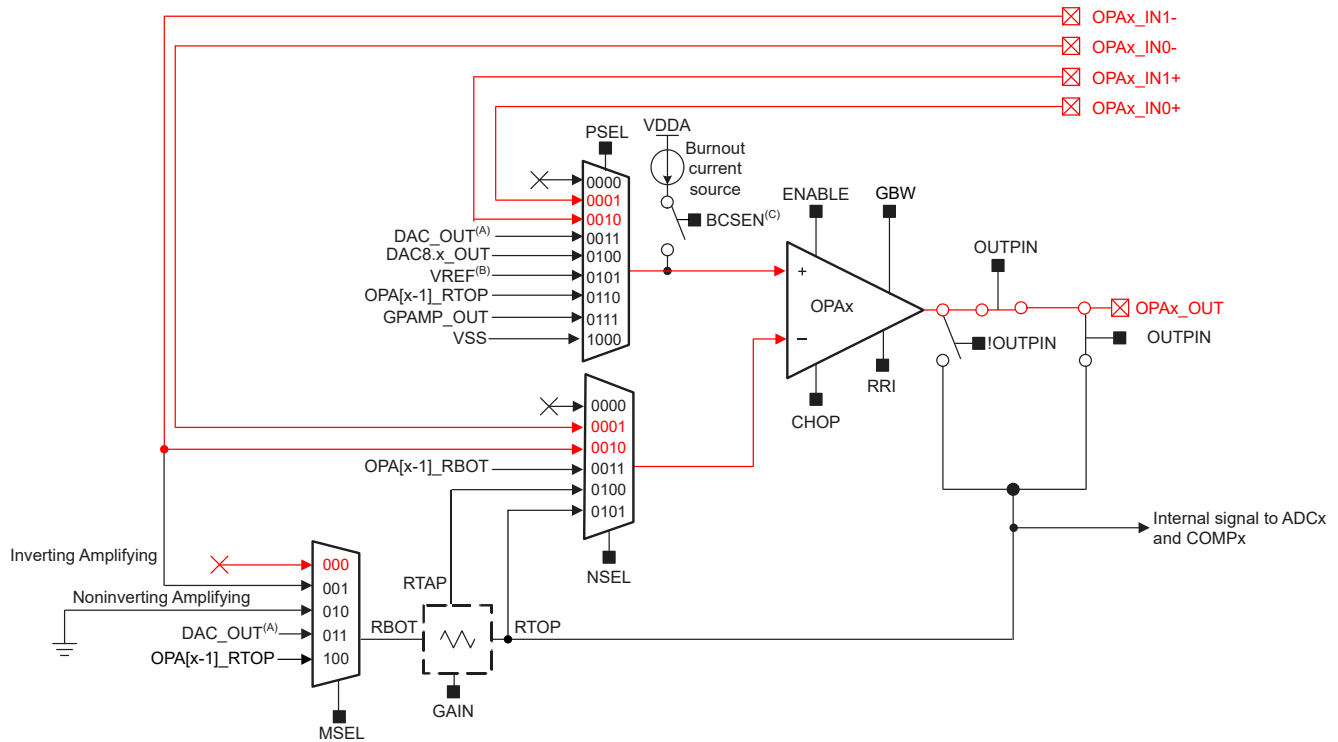 OPAx_IN1-
OPAx_IN0-
OPAx_IN1+
OPAx_IN0+
VDDA
Burnout
current
source
PSEL
BCSEN(C)
ENABLE
GBW
0000
0001
0010
DAC_OUT(A)
0011
DAC8.x_OUT
0100
VREF(B)
0101
OPA[x-1]_RTOP
0110
GPAMP_OUT
0111
VSS
1000
+
OPAx
−
OUTPIN
OPAx_OUT
!OUTPIN
OUTPIN
RRI
CHOP
0000
0001
0010
OPA[x-1]_RBOT
0011
0100
0101
NSEL
Internal signal to ADCx
and COMPx
Inverting Amplifying
000
001
Noninverting Amplifying
010
DAC_OUT(A)
011
OPA[x-1]_RTOP
100
MSEL
RBOT
RTAP
RTOP
GAIN